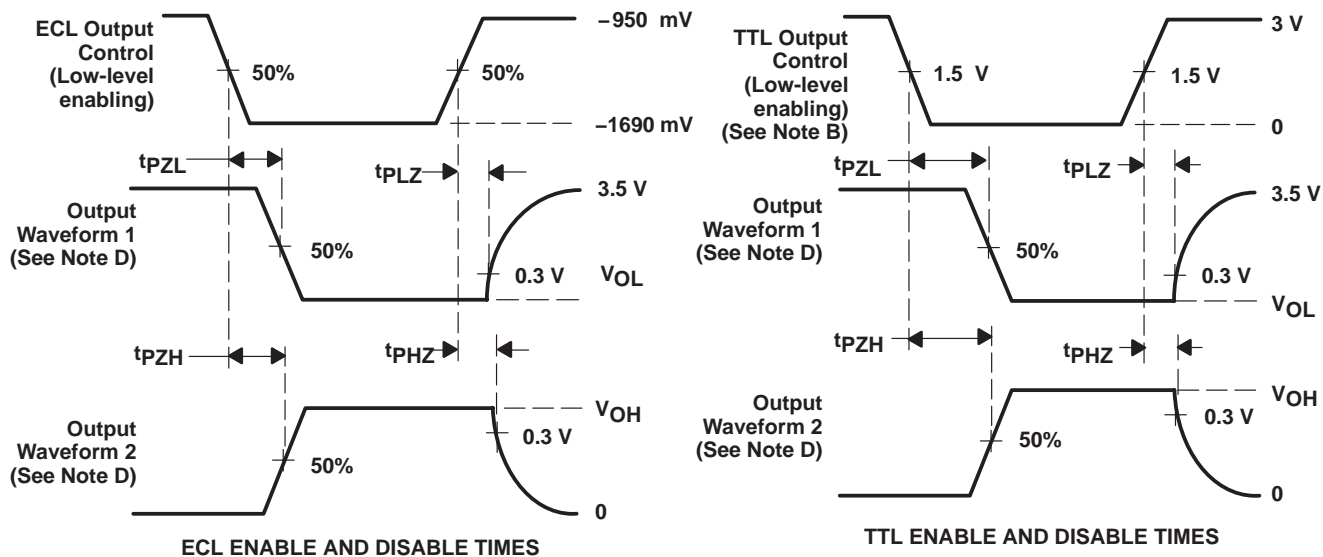 ECL Output
Control
(Low-level
enabling)
50%
50%
–950 mV
–1690 mV
tPZL
tPLZ
3.5 V
Output
Waveform 1
(See Note D)
50%
0.3 V
VOL
tPZH
tPHZ
VOH
Output
Waveform 2
(See Note D)
50%
0.3 V
0
ECL ENABLE AND DISABLE TIMES
TTL Output
Control
(Low-level
enabling)
(See Note B)
1.5 V
1.5 V
3 V
0
tPZL
tPLZ
3.5 V
Output
Waveform 1
(See Note D)
50%
0.3 V
VOL
tPZH
tPHZ
VOH
Output
Waveform 2
(See Note D)
50%
0.3 V
0
TTL ENABLE AND DISABLE TIMES